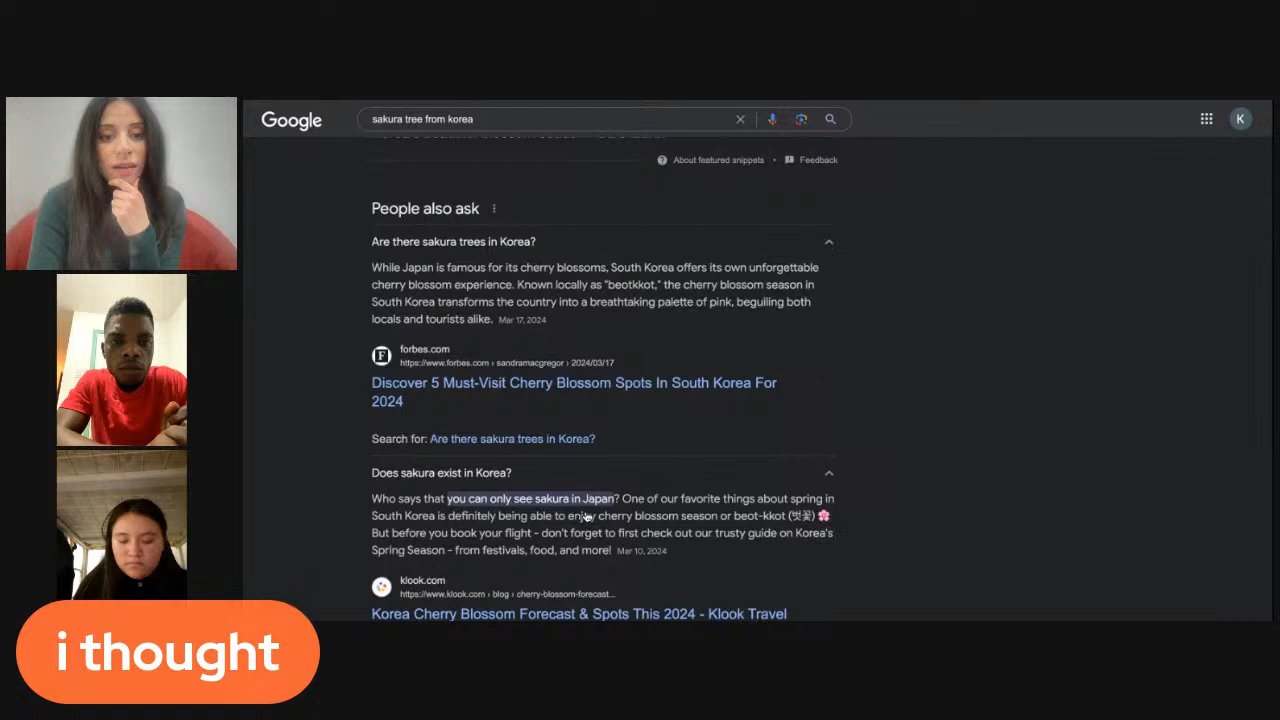 Google
sakura tree from korea
K
About featured snippets • Feedback
People also ask
Are there sakura trees in Korea?
While Japan is famous for its cherry blossoms, South Korea offers its own unforgettable
cherry blossom experience. Known locally as "beotkkot," the cherry blossom season in
South Korea transforms the country into a breathtaking palette of pink, beguiling both
locals and tourists alike. Mar 17, 2024
F
forbes.com
https://www.forbes.com › sandramacgregor › 2024/03/17
Discover 5 Must-Visit Cherry Blossom Spots In South Korea For
2024
Search for: Are there sakura trees in Korea?
Does sakura exist in Korea?
Who says that you can only see sakura in Japan? One of our favorite things about spring in
South Korea is definitely being able to enjoy cherry blossom season or beot-kkot (벚꽃) 🌸
But before you book your flight - don't forget to first check out our trusty guide on Korea's
Spring Season - from festivals, food, and more! Mar 10, 2024
klook.com
https://www.klook.com › blog › cherry-blossom-forecast...
Korea Cherry Blossom Forecast & Spots This 2024 - Klook Travel
i thought